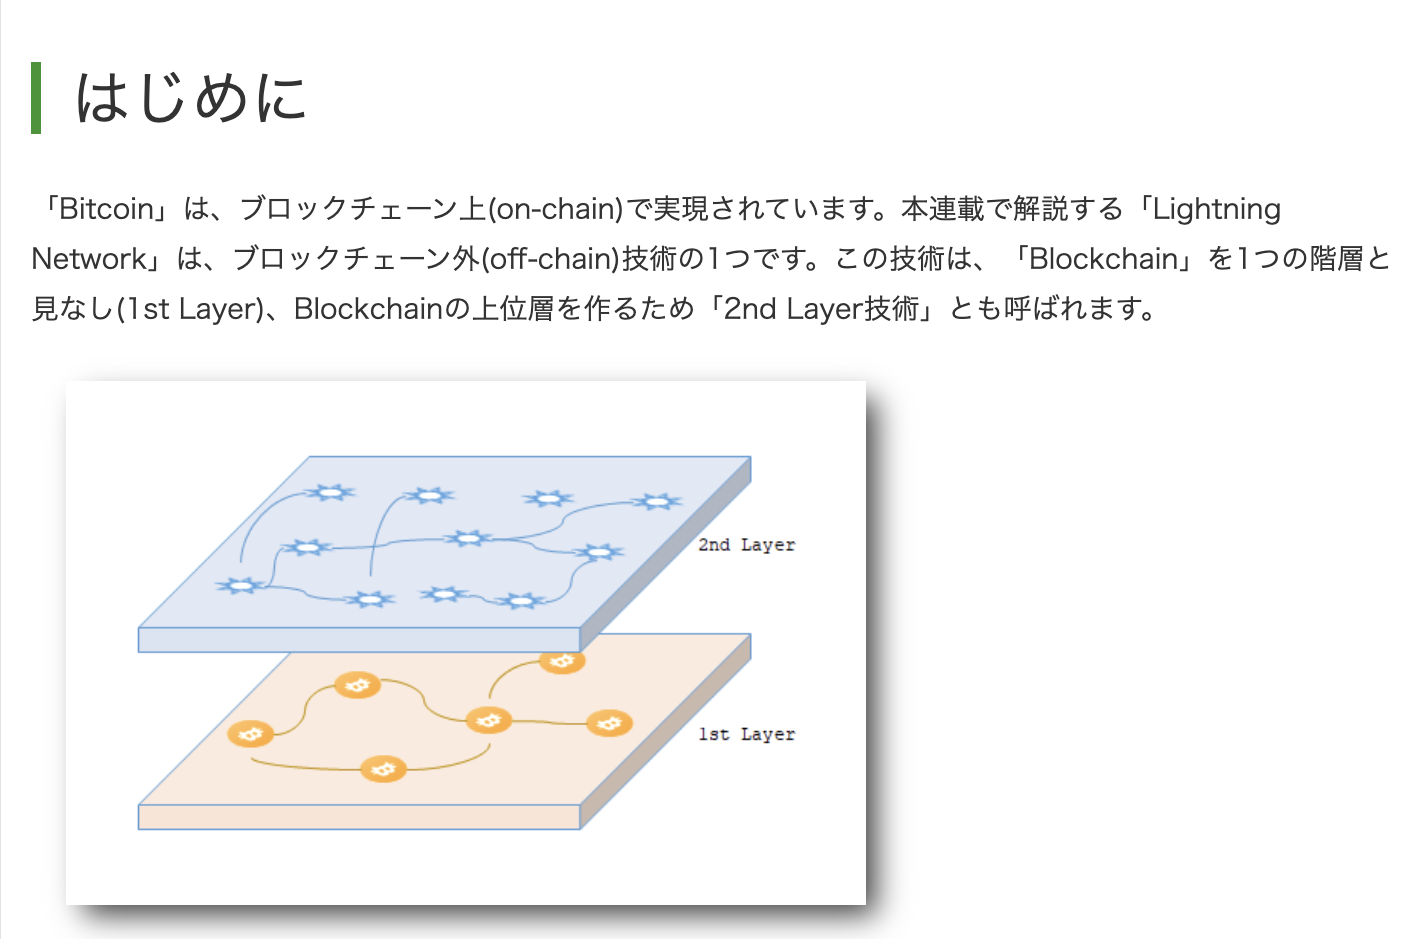 はじめに
「Bitcoin」は、ブロックチェーン上(on-chain)で実現されています。本連載で解説する「Lightning
Network」は、ブロックチェーン外(off-chain)技術の1つです。この技術は、「Blockchain」を1つの階層と
見なし(1st Layer)、Blockchainの上位層を作るため「2nd Layer技術」とも呼ばれます。
2nd Layer
1st Layer